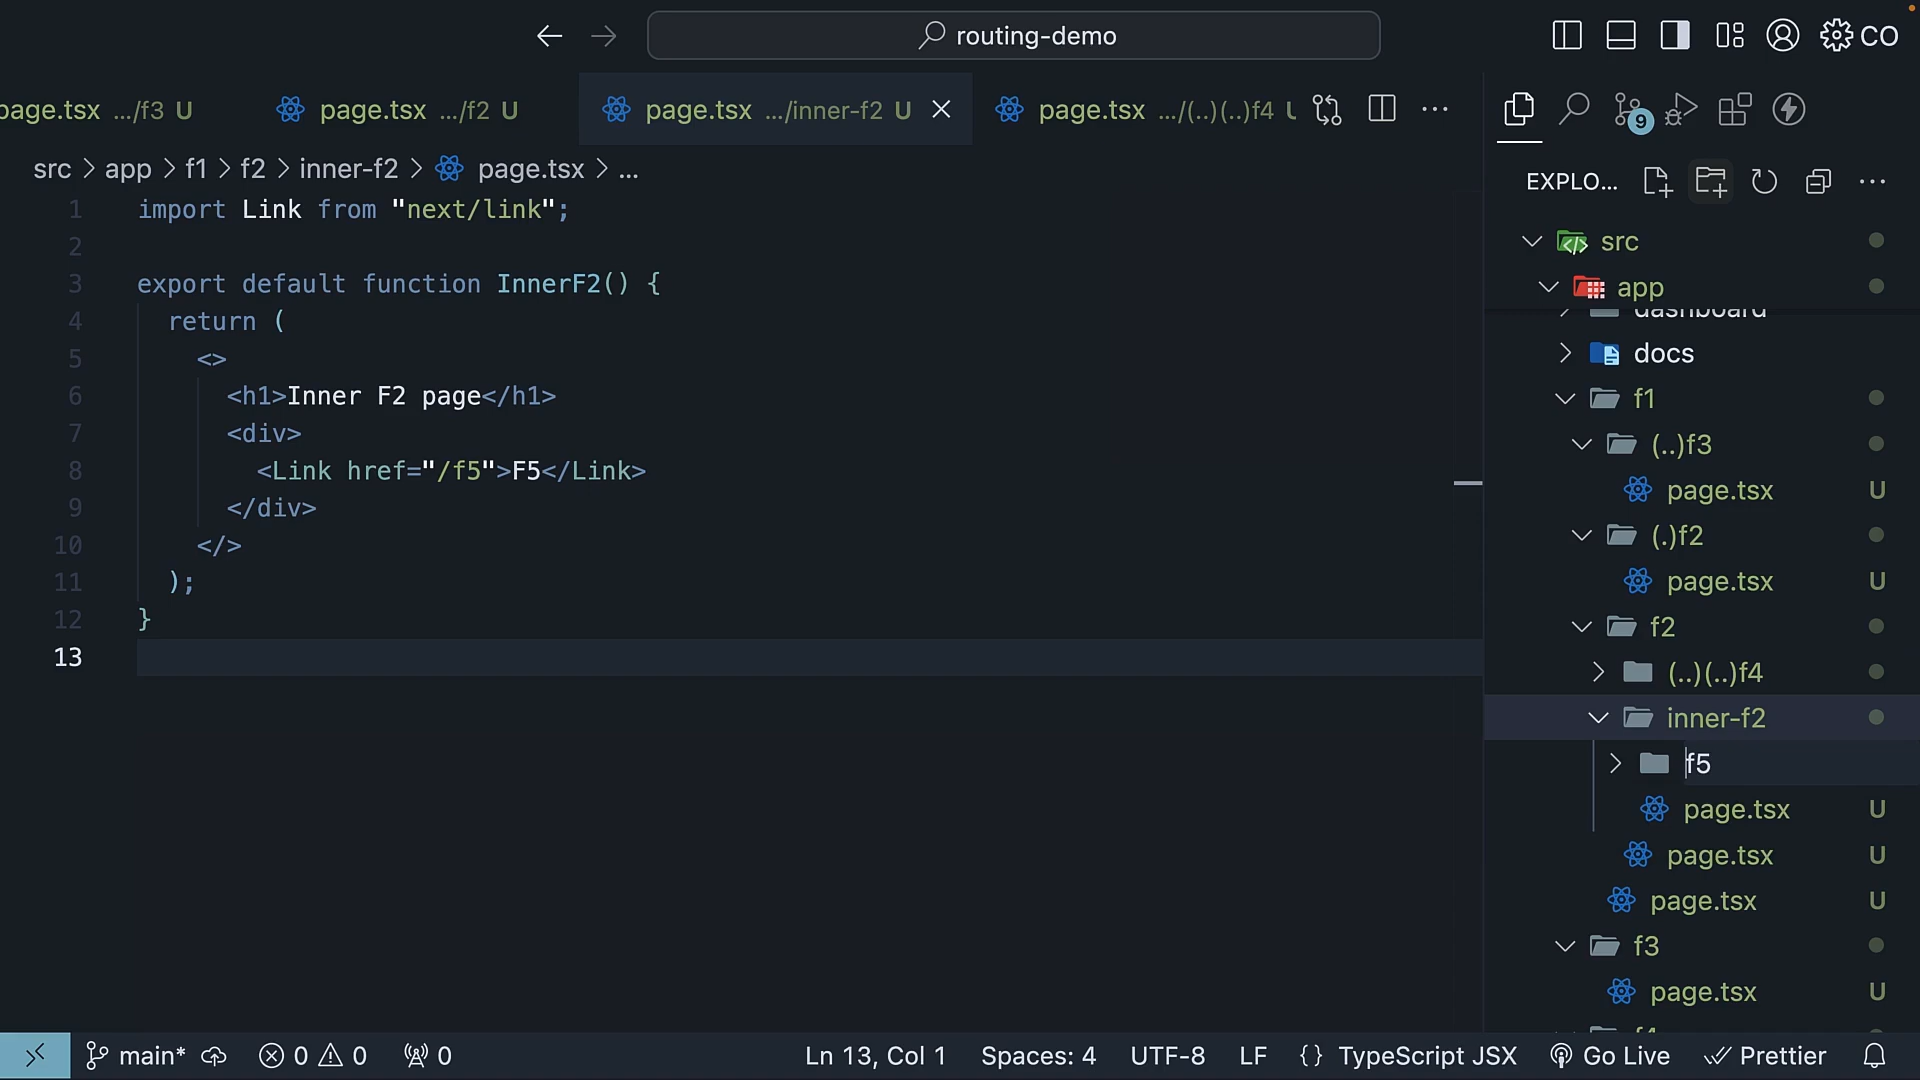 routing-demo
CO
page.tsx .../f3 U
page.tsx .../f2 U
page.tsx .../inner-f2 U
page.tsx .../(..)(..)f4 U
9
src > app > f1 > f2 > inner-f2 > page.tsx > ...
EXPLO...
1 import Link from "next/link";
2
3 export default function InnerF2() {
4 return (
5 <>
6 <h1>Inner F2 page</h1>
7 <div>
8 <Link href="/f5">F5</Link>
9 </div>
10 </>
11 );
12 }
13
src
app
dashboard
docs
f1
(..)f3
page.tsx U
(.)f2
page.tsx U
f2
(..)(..)f4
inner-f2
f5
page.tsx U
page.tsx U
page.tsx U
f3
page.tsx U
f4
main* 0 0 0
Ln 13, Col 1 Spaces: 4 UTF-8 LF {} TypeScript JSX Go Live Prettier